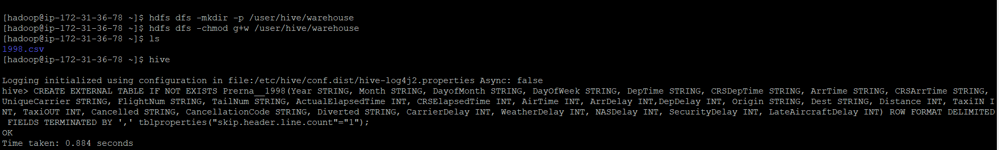 [hadoop@ip-172-31-36-78 ~]$ hdfs dfs -mkdir -p /user/hive/warehouse
[hadoop@ip-172-31-36-78 ~]$ hdfs dfs -chmod g+w /user/hive/warehouse
[hadoop@ip-172-31-36-78 ~]$ ls
1998.csv
[hadoop@ip-172-31-36-78 ~]$ hive
Logging initialized using configuration in file:/etc/hive/conf.dist/hive-log4j2.properties Async: false
hive> CREATE EXTERNAL TABLE IF NOT EXISTS Prerna__1998(Year STRING, Month STRING, DayofMonth STRING, DayOfWeek STRING, DepTime STRING, CRSDepTime STRING, ArrTime STRING, CRSArrTime STRING,
UniqueCarrier STRING, FlightNum STRING, TailNum STRING, ActualElapsedTime INT, CRSElapsedTime INT, AirTime INT, ArrDelay INT,DepDelay INT, Origin STRING, Dest STRING, Distance INT, TaxiIN I
NT, TaxiOUT INT, Cancelled STRING, CancellationCode STRING, Diverted STRING, CarrierDelay INT, WeatherDelay INT, NASDelay INT, SecurityDelay INT, LateAircraftDelay INT) ROW FORMAT DELIMITED
 FIELDS TERMINATED BY ',' tblproperties("skip.header.line.count"="1");
OK
Time taken: 0.884 seconds